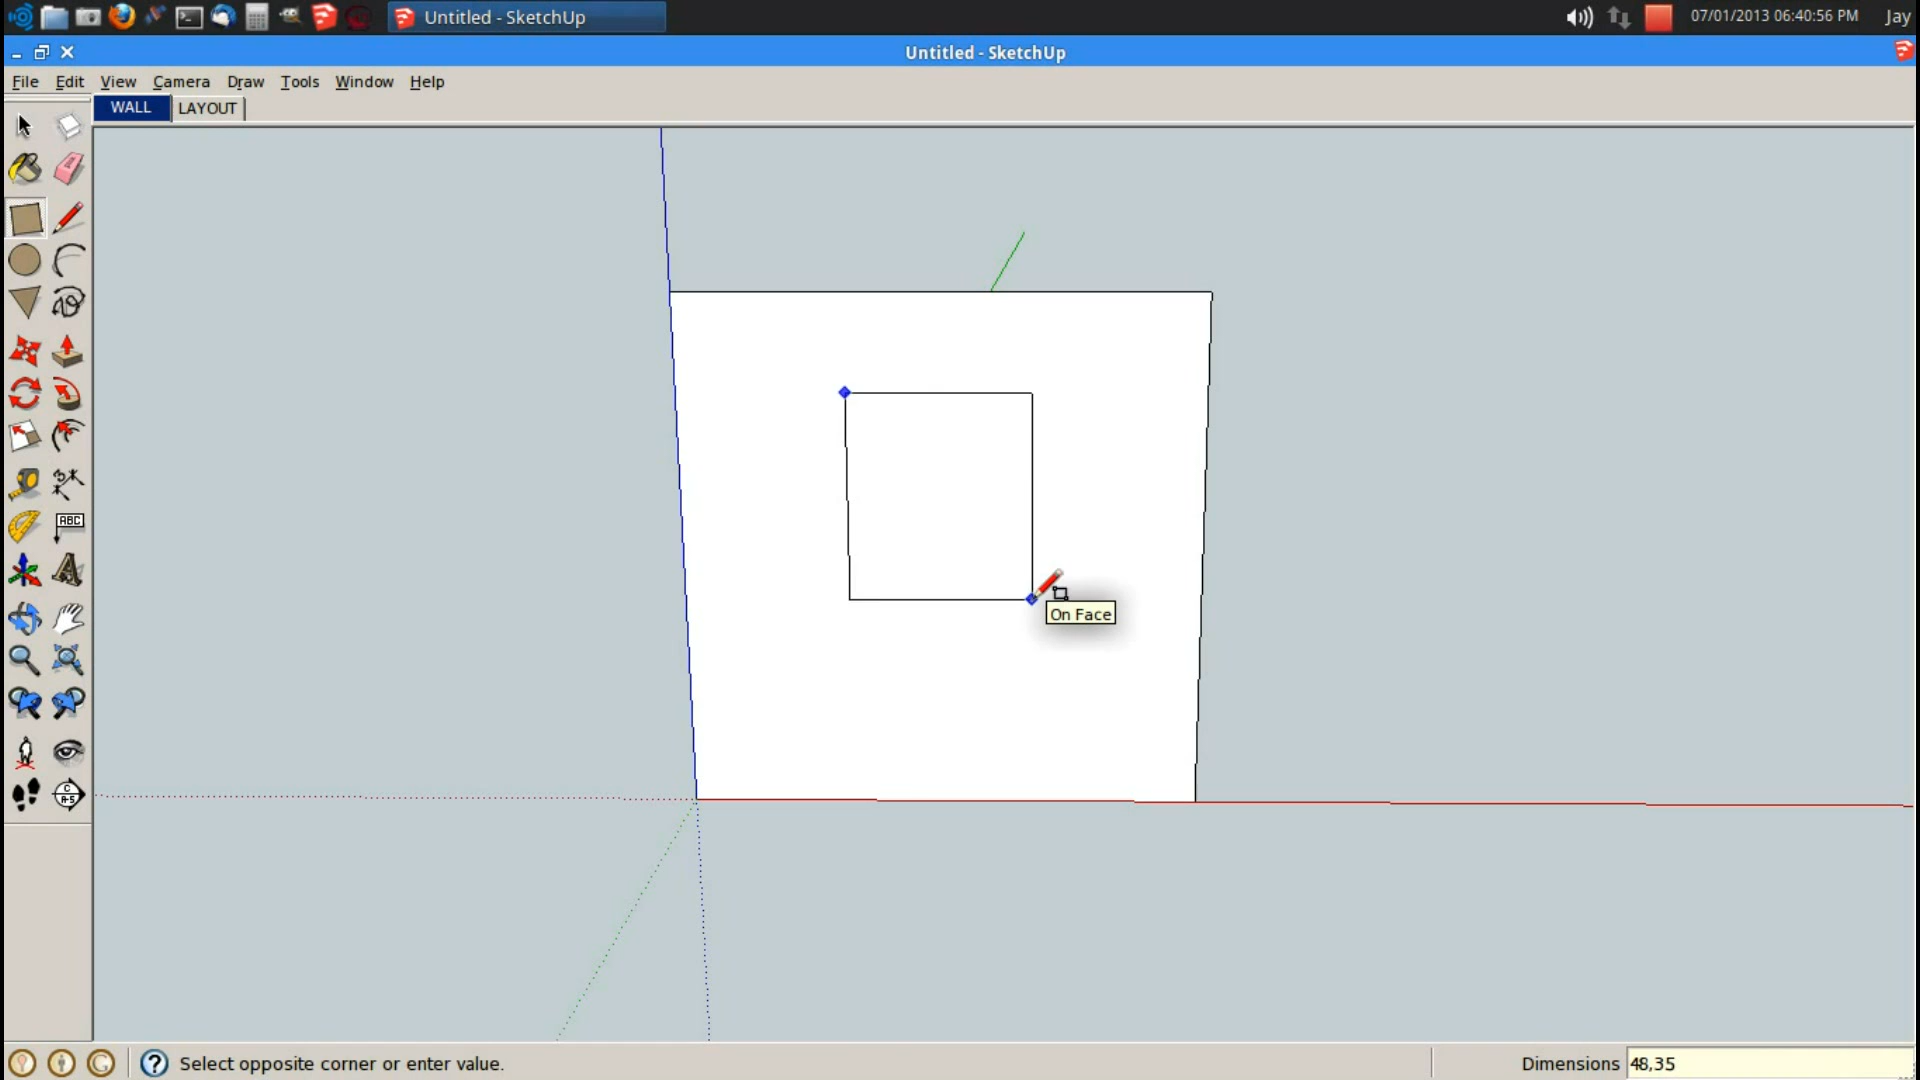 Untitled - SketchUp
07/01/2013 06:40:56 PM
Jay
Untitled - SketchUp
File Edit View Camera Draw Tools Window Help
WALL LAYOUT
ABC
A
On Face
Select opposite corner or enter value.
Dimensions 48,35